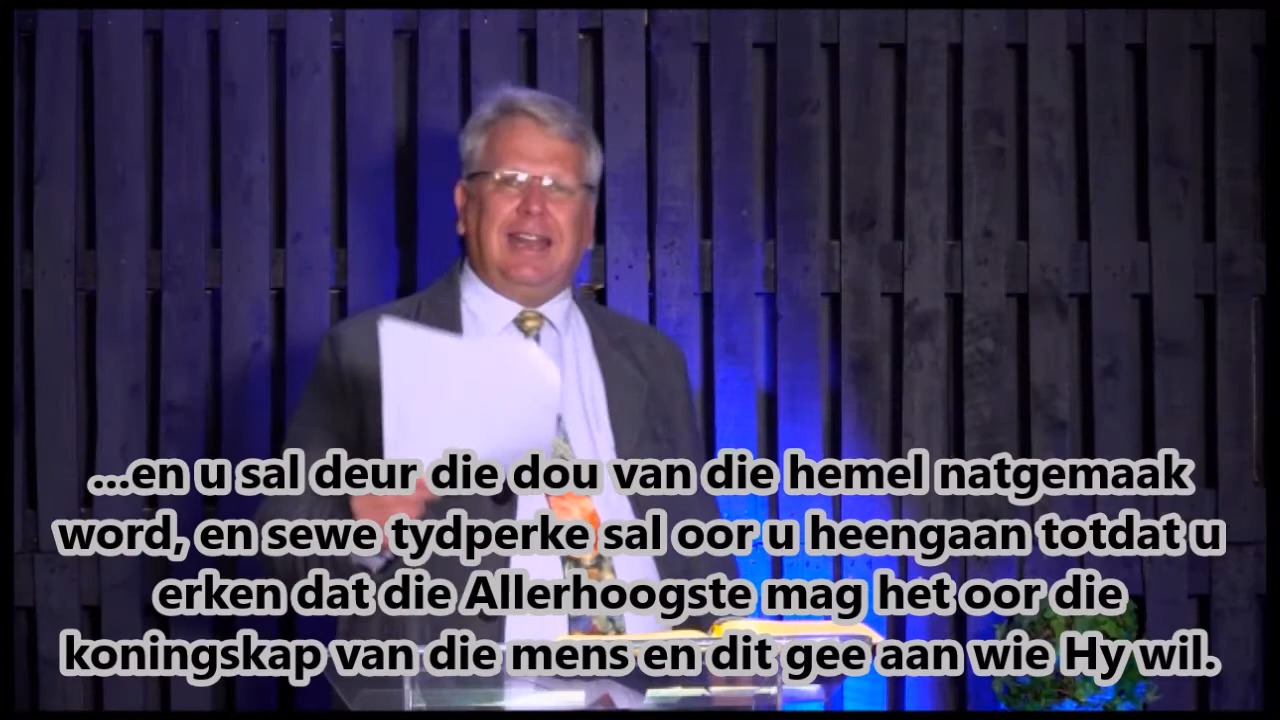 ...en u sal deur die dou van die hemel natgemaak
word, en sewe tydperke sal oor u heengaan totdat u
erken dat die Allerhoogste mag het oor die
koningskap van die mens en dit gee aan wie Hy wil.